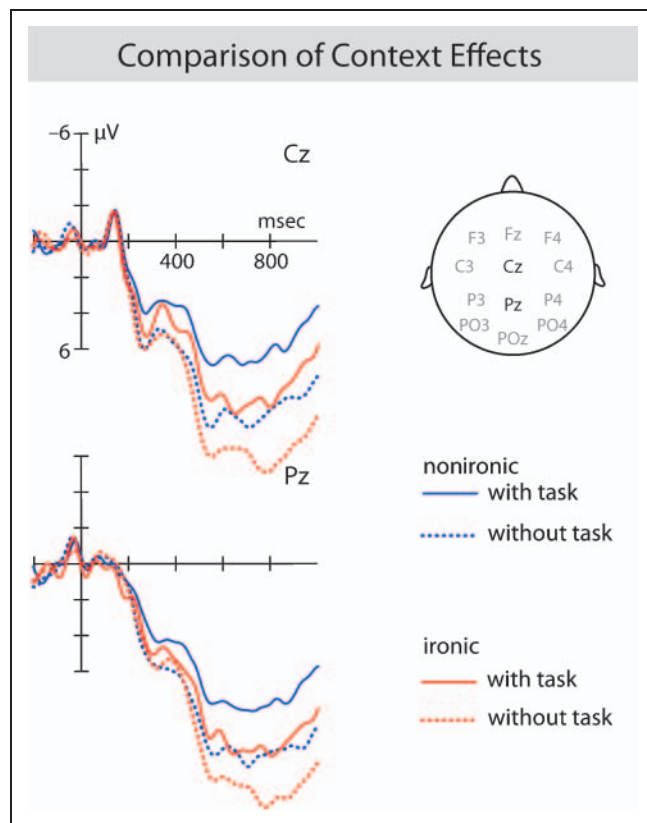 Comparison of Context Effects
-6 μV
Cz
msec
400 800
6
Pz
F3 Fz F4
C3 Cz C4
P3 Pz P4
PO3 POz PO4
nonironic
with task
without task
ironic
with task
without task